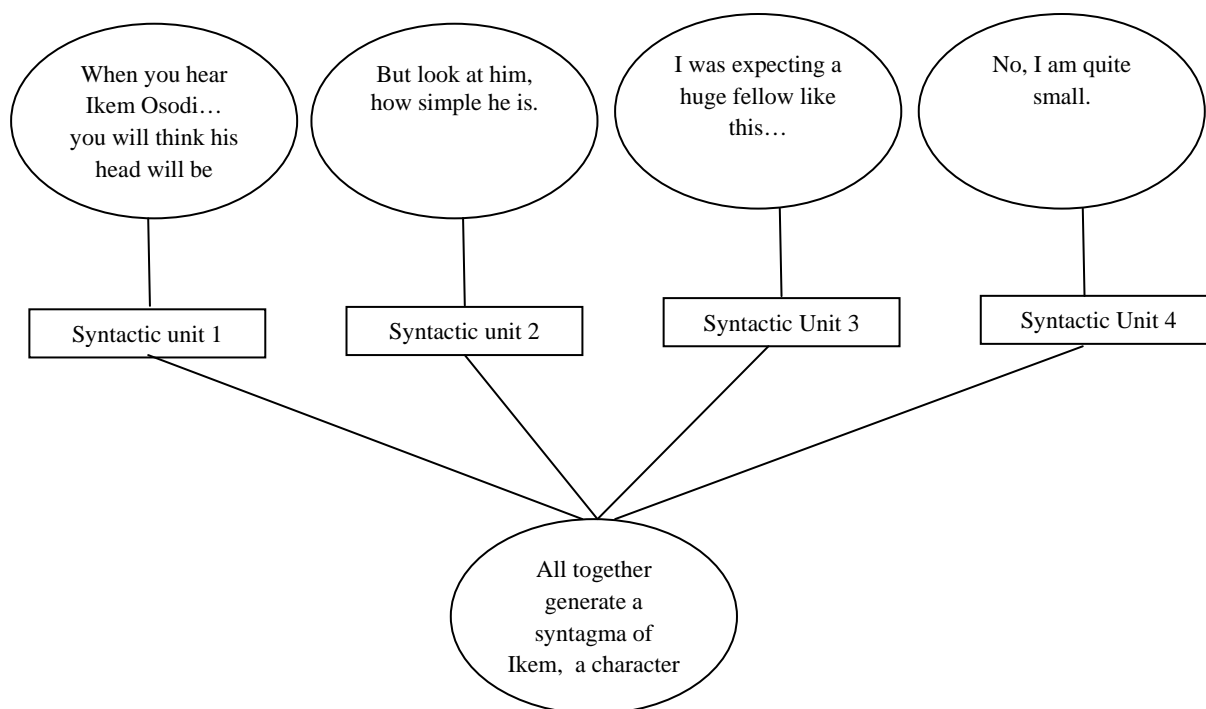 When you hear
Ikem Osodi…
you will think his
head will be
But look at him,
how simple he is.
I was expecting a
huge fellow like
this…
No, I am quite
small.
Syntactic unit 1
Syntactic unit 2
Syntactic Unit 3
Syntactic Unit 4
All together
generate a
syntagma of
Ikem, a character